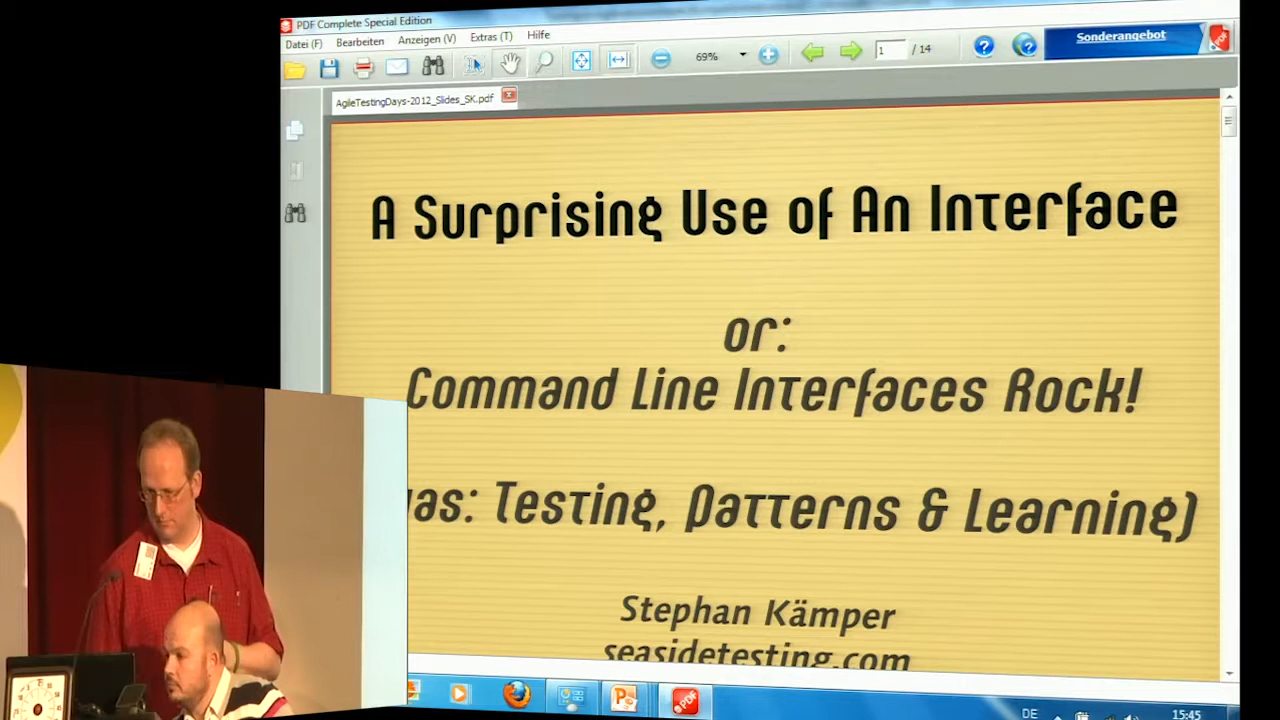 PDF Complete Special Edition
Datei (F) Bearbeiten Anzeigen (V) Extras (T) Hilfe
69% 1 / 14 Sonderangebot
AgileTestingDays-2012_Slides_SK.pdf
A Surprising Use of An Interface
or:
Command Line Interfaces Rock!
as: Testing, Patterns & Learning)
Stephan Kämper
seasidetesting.com
DE 15:45